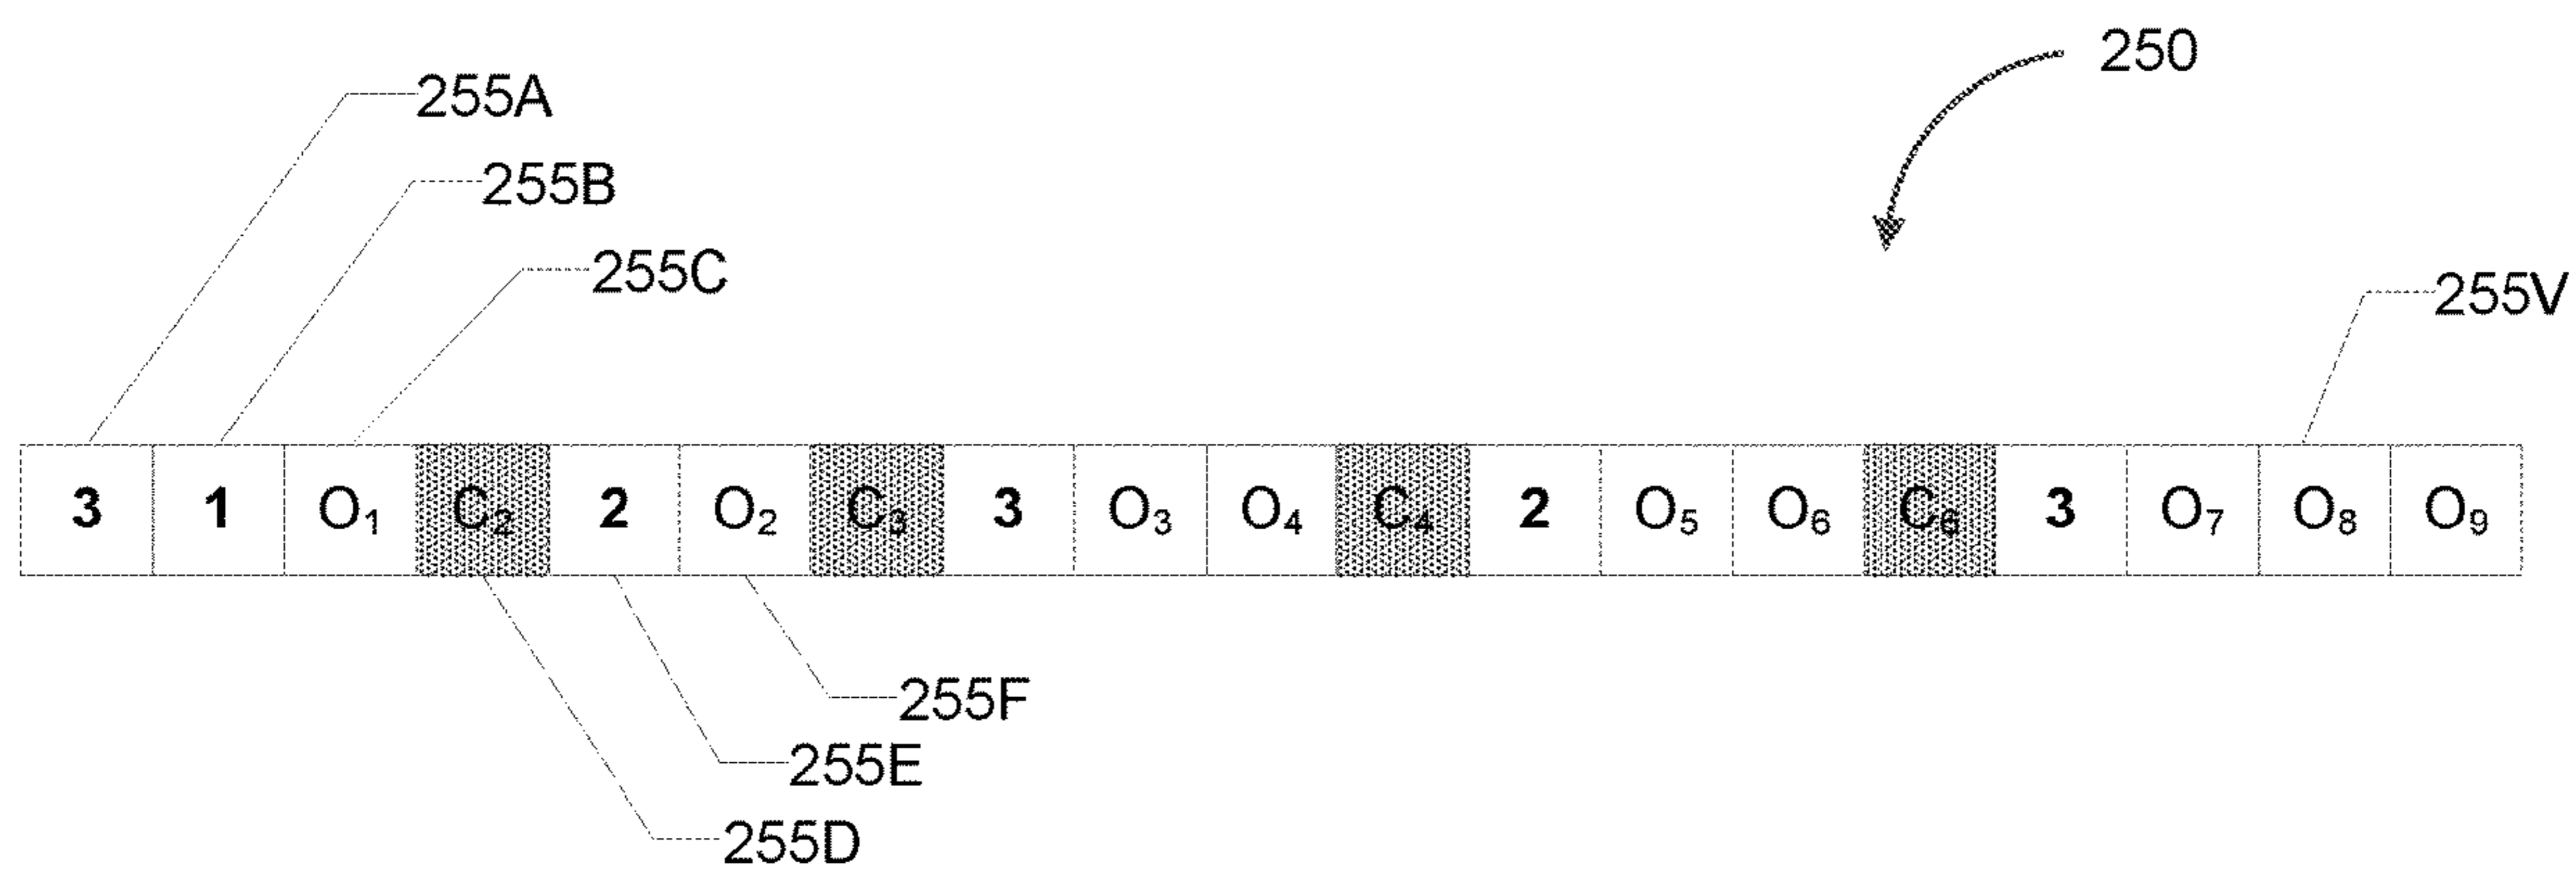 250
255A
255B
255C
255V
3 1 O₁ C₂ 2 O₂ C₃ 3 O₃ O₄ C₄ 2 O₅ O₆ C₆ 3 O₇ O₈ O₉
255F
255E
255D